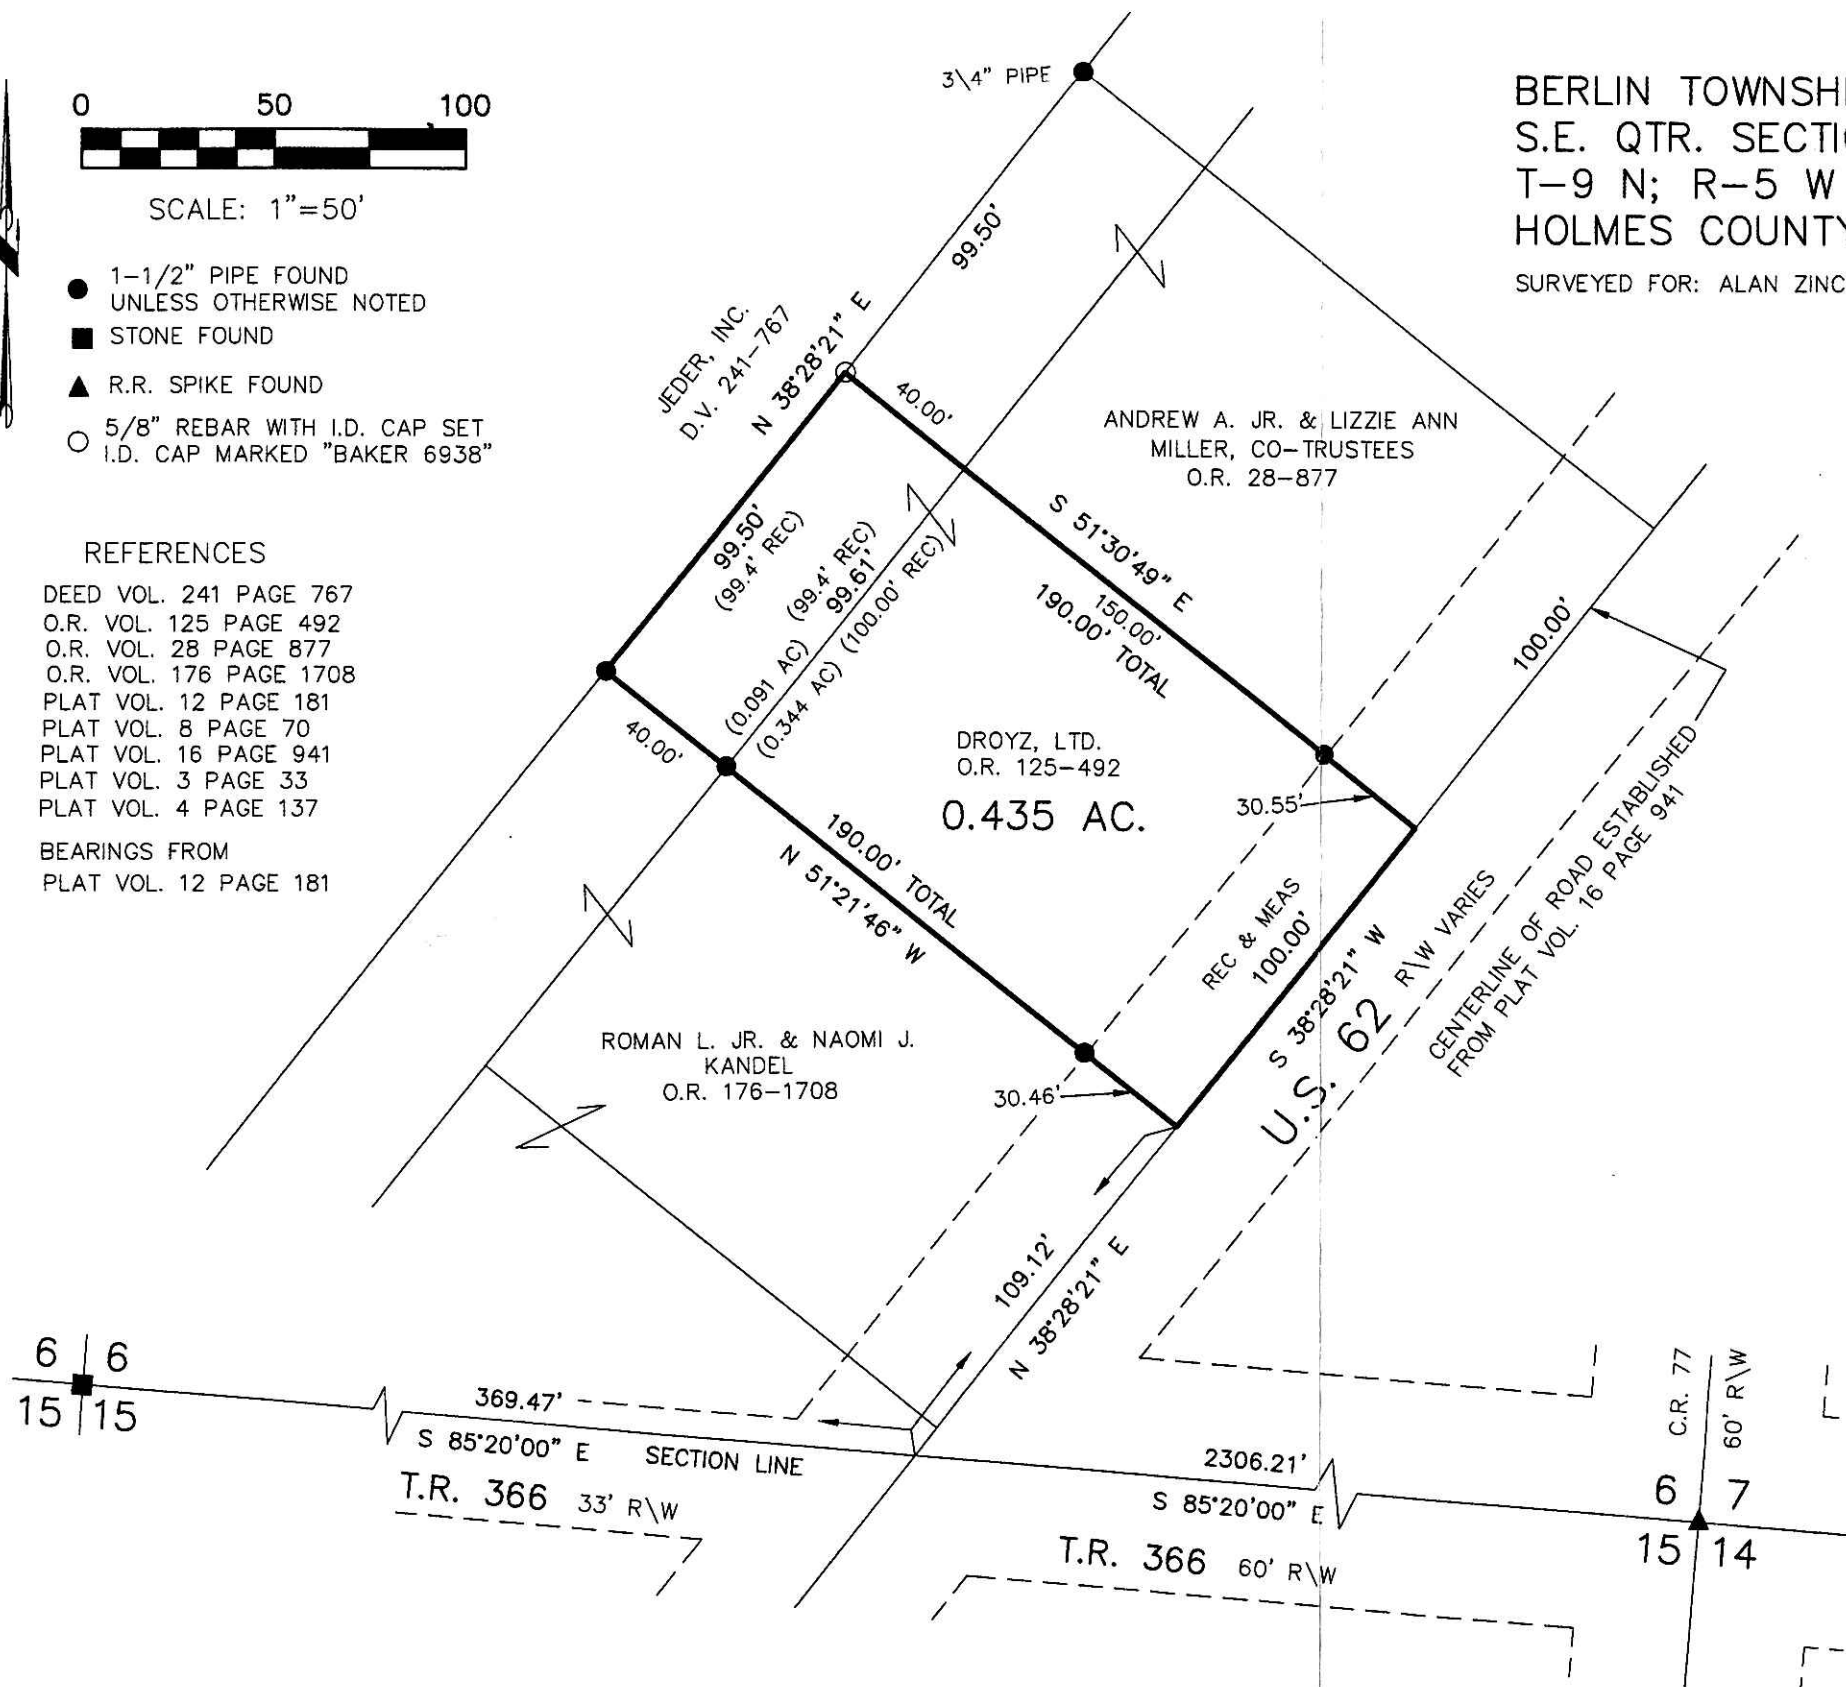 0 50 100
SCALE: 1"=50'
1-1/2" PIPE FOUND
UNLESS OTHERWISE NOTED
STONE FOUND
R.R. SPIKE FOUND
5/8" REBAR WITH I.D. CAP SET
I.D. CAP MARKED "BAKER 6938"
REFERENCES
DEED VOL. 241 PAGE 767
O.R. VOL. 125 PAGE 492
O.R. VOL. 28 PAGE 877
O.R. VOL. 176 PAGE 1708
PLAT VOL. 12 PAGE 181
PLAT VOL. 8 PAGE 70
PLAT VOL. 16 PAGE 941
PLAT VOL. 3 PAGE 33
PLAT VOL. 4 PAGE 137
BEARINGS FROM
PLAT VOL. 12 PAGE 181
BERLIN TOWNSHI
S.E. QTR. SECTI
T-9 N; R-5 W
HOLMES COUNTY
SURVEYED FOR: ALAN ZINC
3\4" PIPE
99.50'
JEDER, INC.
D.V. 241-767
N 38°28'21" E
40.00'
ANDREW A. JR. & LIZZIE ANN
MILLER, CO-TRUSTEES
O.R. 28-877
99.50'
(99.4' REC)
(99.4' REC)
99.61'
(100.00' REC)
(0.091 AC)
(0.344 AC)
S 51°30'49" E
150.00'
190.00' TOTAL
100.00'
40.00'
DROYZ, LTD.
O.R. 125-492
0.435 AC.
30.55'
190.00' TOTAL
N 51°21'46" W
REC & MEAS
100.00'
S 38°28'21" W
U.S. 62 R\W VARIES
CENTERLINE OF ROAD ESTABLISHED
FROM PLAT VOL. 16 PAGE 941
ROMAN L. JR. & NAOMI J.
KANDEL
O.R. 176-1708
30.46'
109.12'
N 38°28'21" E
6 6
15 15
369.47'
S 85°20'00" E SECTION LINE
T.R. 366 33' R\W
2306.21'
S 85°20'00" E
T.R. 366 60' R\W
C.R. 77
60' R\W
6 7
15 14